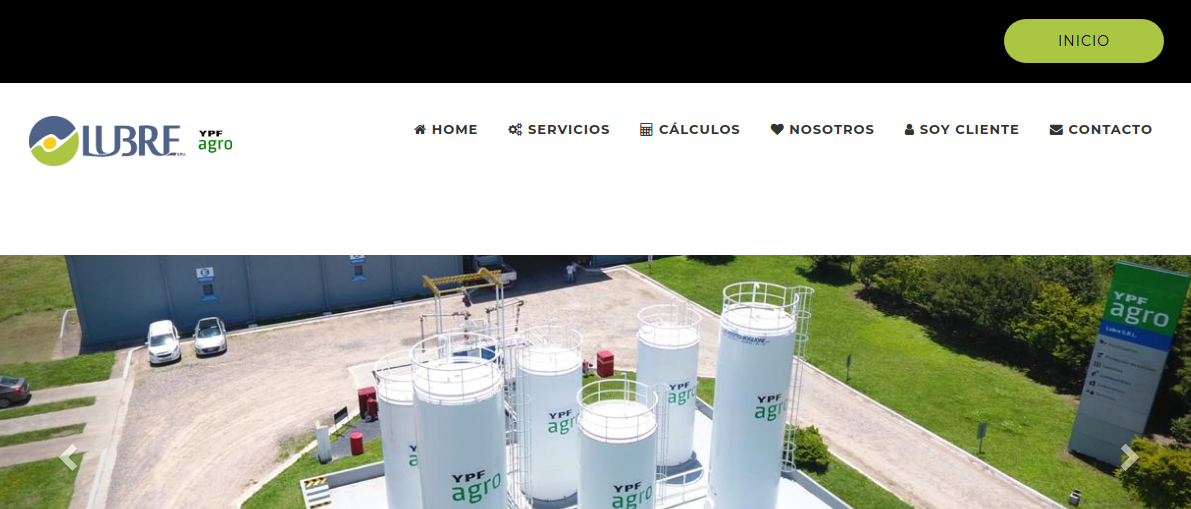 INICIO
LUBRE S.R.L.
YPF
agro
HOME
SERVICIOS
CÁLCULOS
NOSOTROS
SOY CLIENTE
CONTACTO
YPF
agro
Lubre S.R.L.
YPF
agro
YPF
agro
YPF
agro
YPF
agro
YPF
agro